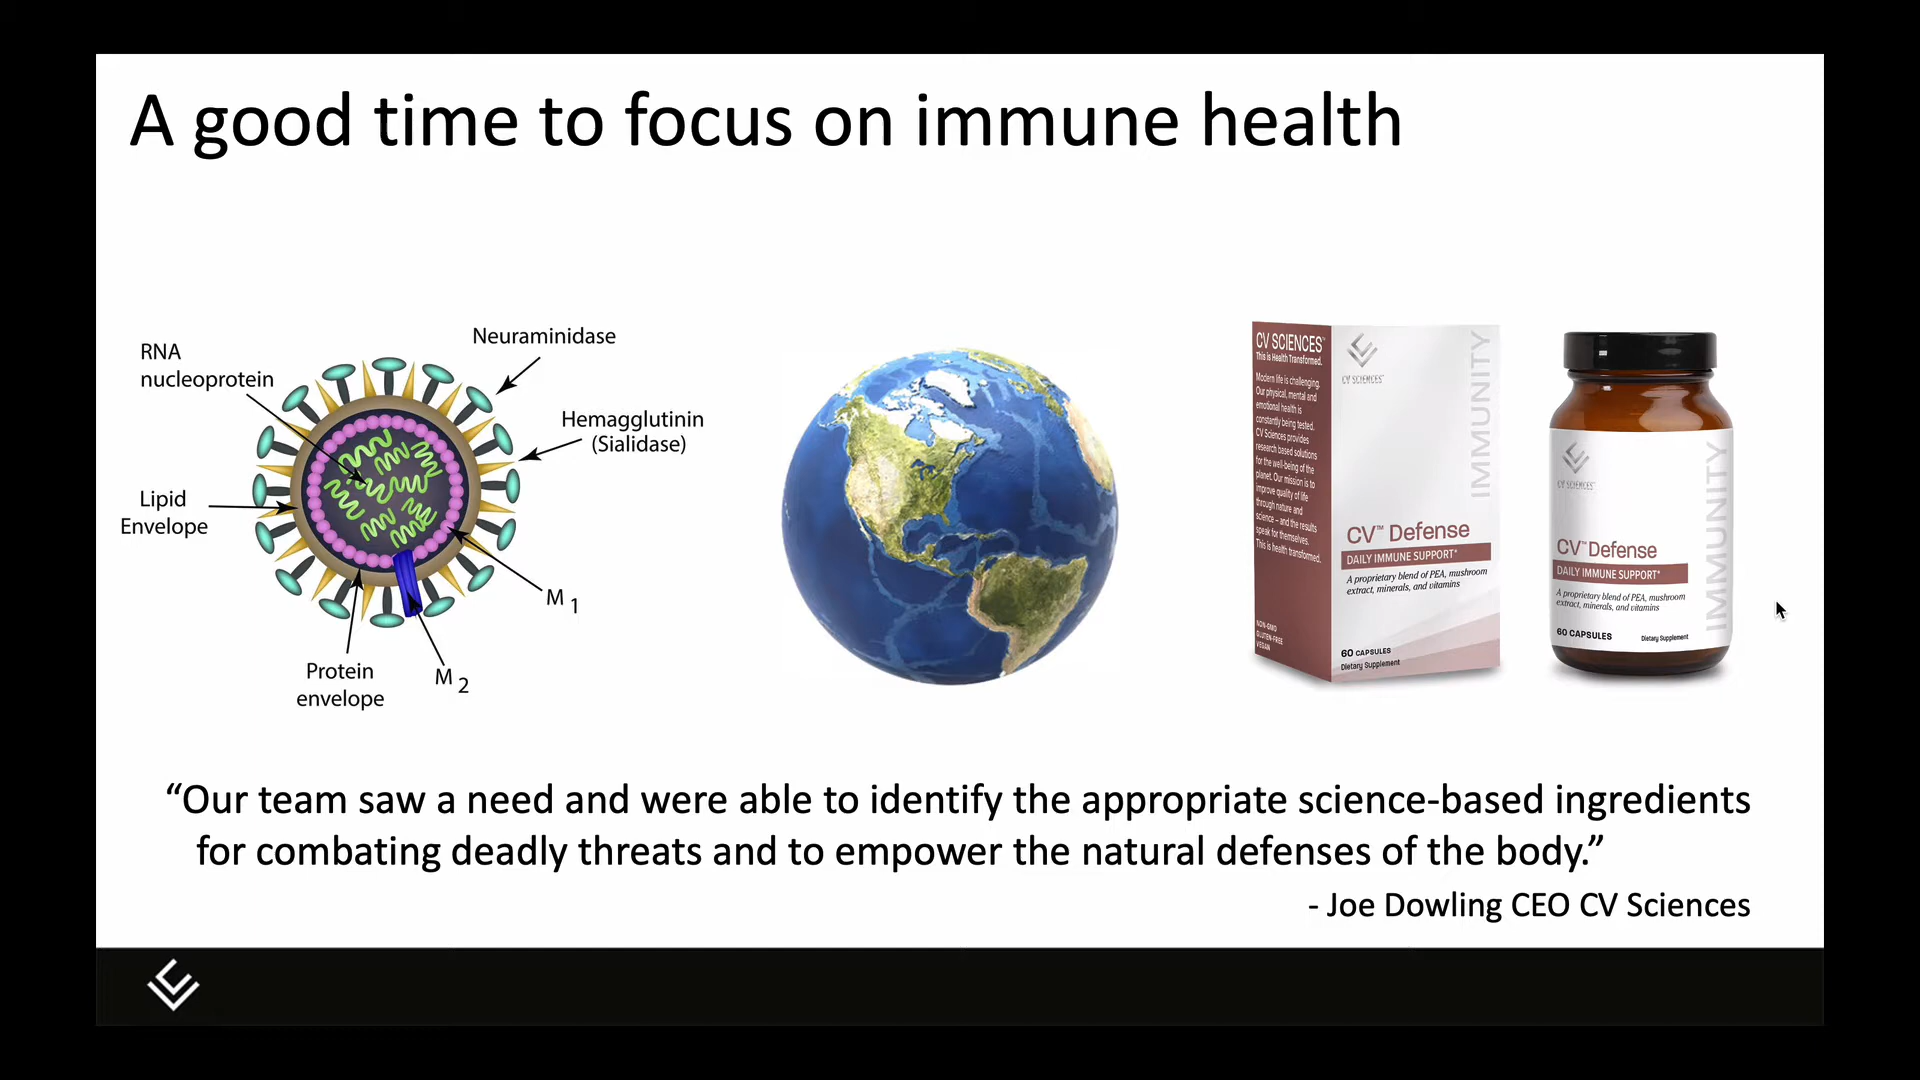 A good time to focus on immune health
RNA
nucleoprotein
Neuraminidase
Hemagglutinin
(Sialidase)
Lipid
Envelope
M 1
M 2
Protein
envelope
CV SCIENCES™
This is Health Transformed.
Modern life is challenging.
Our physical, mental and
emotional health is
constantly being tested.
CV Sciences provides
research based solutions
for the well-being of the
planet. Our mission is to
improve quality of life
through nature and
science – and the results
speak for themselves.
This is health transformed.
NON-GMO
GLUTEN-FREE
VEGAN
CV SCIENCES™
IMMUNITY
CV™ Defense
DAILY IMMUNE SUPPORT*
A proprietary blend of PEA, mushroom
extract, minerals, and vitamins
60 CAPSULES
Dietary Supplement
CV SCIENCES™
IMMUNITY
CV™ Defense
DAILY IMMUNE SUPPORT*
A proprietary blend of PEA, mushroom
extract, minerals, and vitamins
60 CAPSULES Dietary Supplement
“Our team saw a need and were able to identify the appropriate science-based ingredients
for combating deadly threats and to empower the natural defenses of the body.”
- Joe Dowling CEO CV Sciences